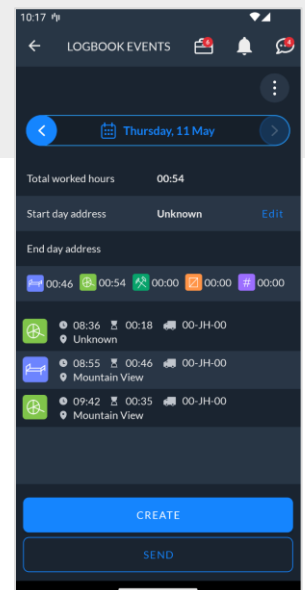 10:17
LOGBOOK EVENTS
Thursday, 11 May
Total worked hours 00:54
Start day address Unknown Edit
End day address
00:46 00:54 00:00 00:00 # 00:00
08:36 00:18 00-JH-00
Unknown
08:55 00:46 00-JH-00
Mountain View
09:42 00:35 00-JH-00
Mountain View
CREATE
SEND